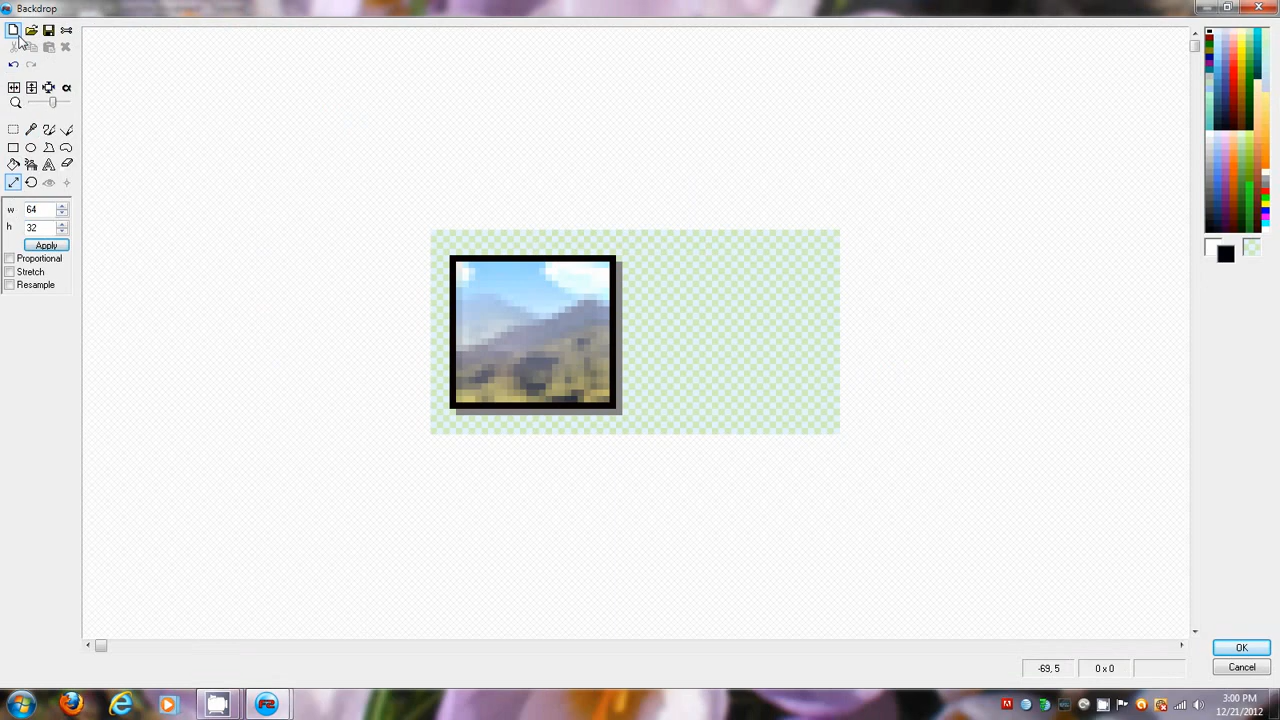 Backdrop
α
w 64
h 32
Apply
Proportional
Stretch
Resample
-69, 5
0 x 0
OK
Cancel
3:00 PM
12/21/2012